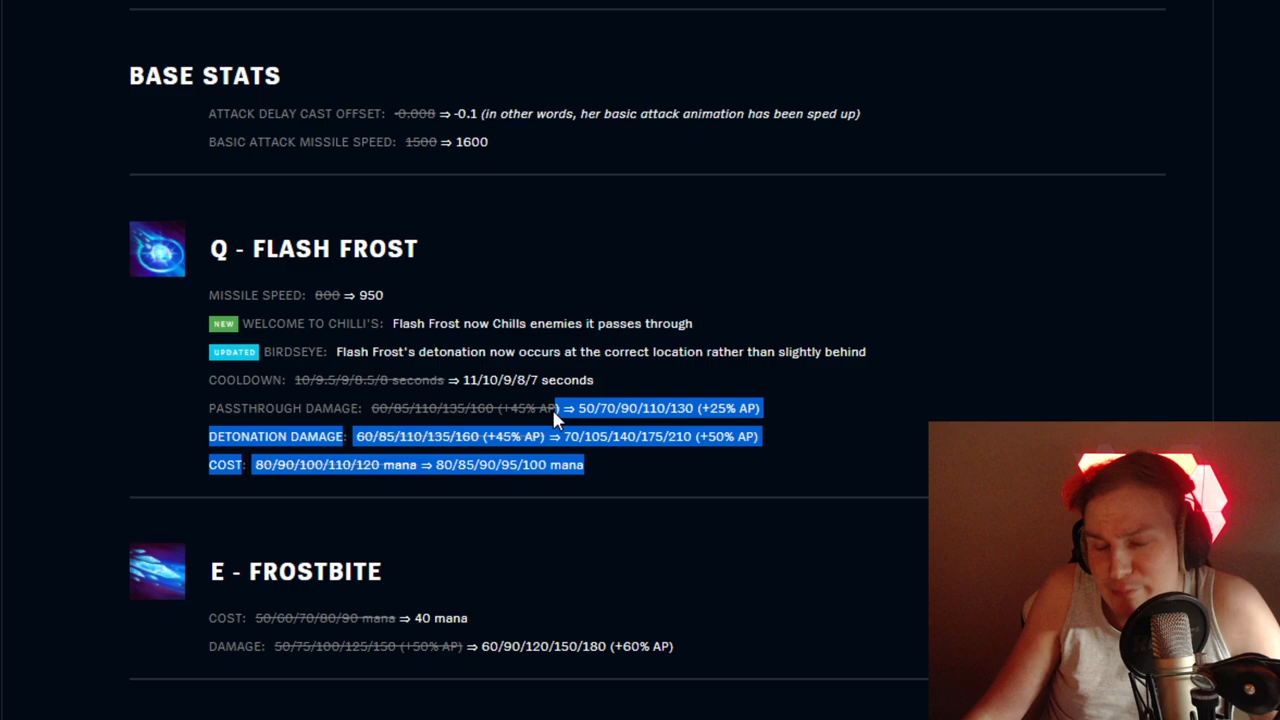 BASE STATS
ATTACK DELAY CAST OFFSET: -0.008 ⇒ -0.1 (in other words, her basic attack animation has been sped up)
BASIC ATTACK MISSILE SPEED: 1500 ⇒ 1600
Q - FLASH FROST
MISSILE SPEED: 800 ⇒ 950
NEW WELCOME TO CHILLI'S: Flash Frost now Chills enemies it passes through
UPDATED BIRDSEYE: Flash Frost's detonation now occurs at the correct location rather than slightly behind
COOLDOWN: 10/9.5/9/8.5/8 seconds ⇒ 11/10/9/8/7 seconds
PASSTHROUGH DAMAGE: 60/85/110/135/160 (+45% AP) ⇒ 50/70/90/110/130 (+25% AP)
DETONATION DAMAGE: 60/85/110/135/160 (+45% AP) ⇒ 70/105/140/175/210 (+50% AP)
COST: 80/90/100/110/120 mana ⇒ 80/85/90/95/100 mana
E - FROSTBITE
COST: 50/60/70/80/90 mana ⇒ 40 mana
DAMAGE: 50/75/100/125/150 (+50% AP) ⇒ 60/90/120/150/180 (+60% AP)